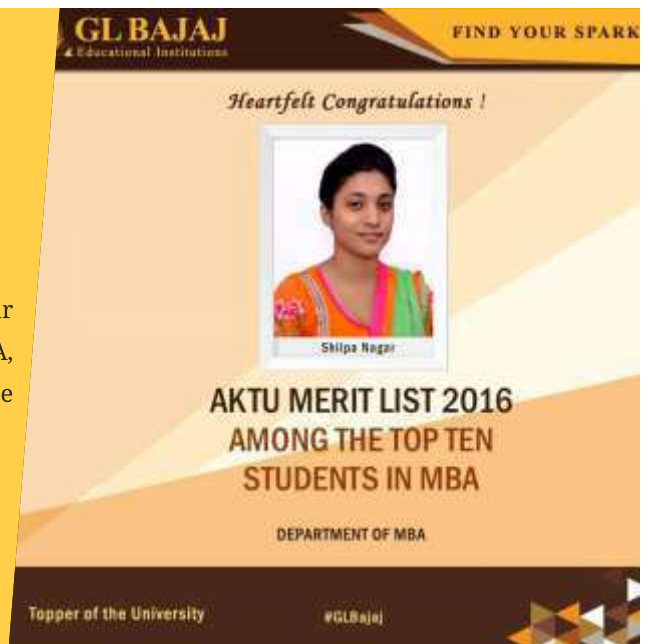 GL BAJAJ
Educational Institutions
FIND YOUR SPARK
Heartfelt Congratulations !
r
A,
e
Shilpa Nagar
AKTU MERIT LIST 2016
AMONG THE TOP TEN
STUDENTS IN MBA
DEPARTMENT OF MBA
Topper of the University
#GLBajaj